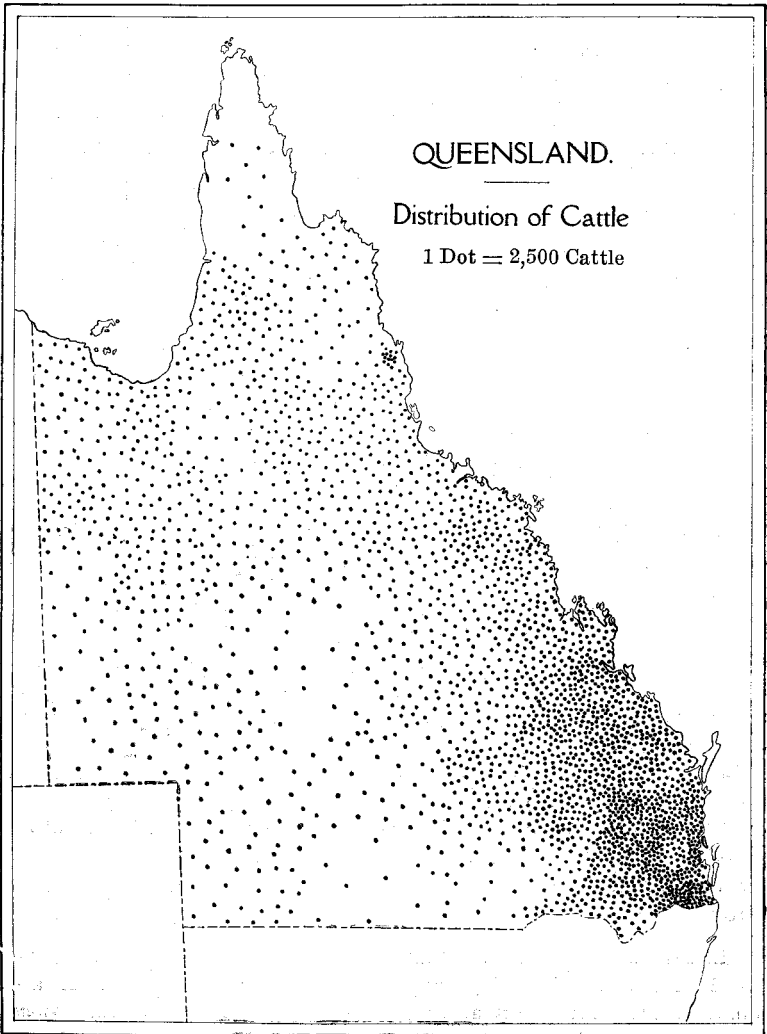 QUEENSLAND.
Distribution of Cattle
1 Dot = 2,500 Cattle